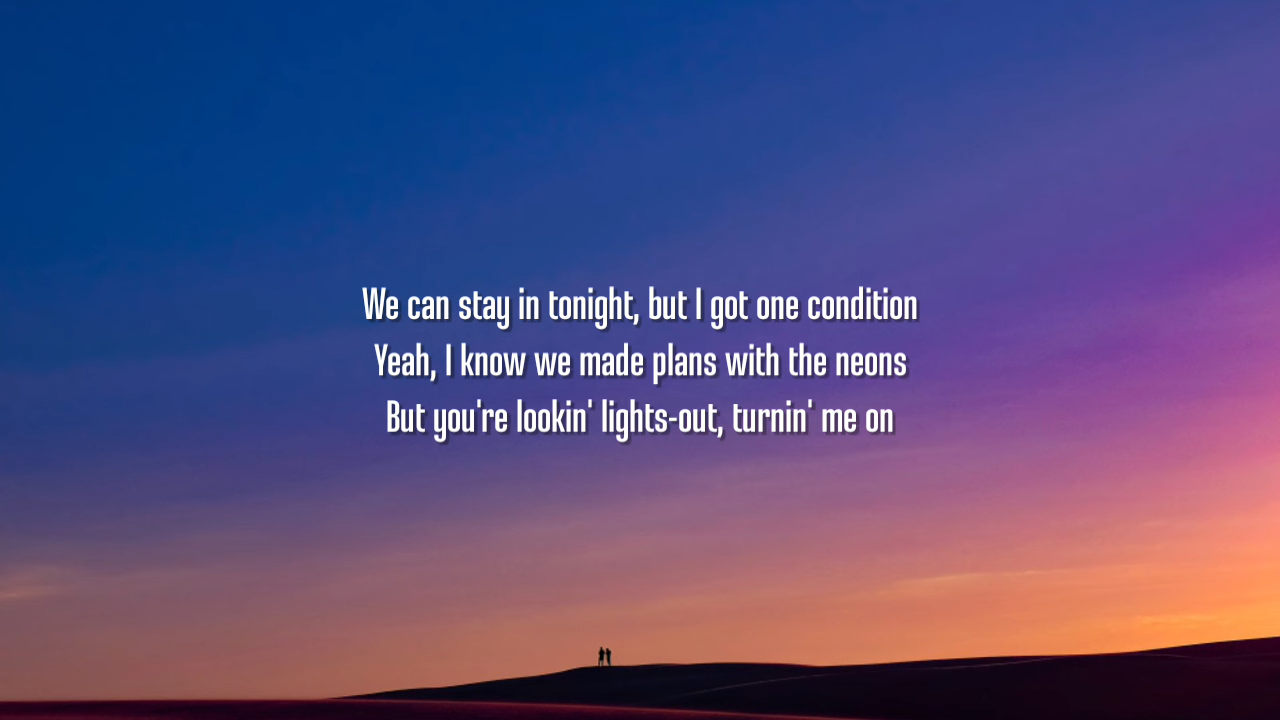 We can stay in tonight, but I got one condition
Yeah, I know we made plans with the neons
But you're lookin' lights-out, turnin' me on